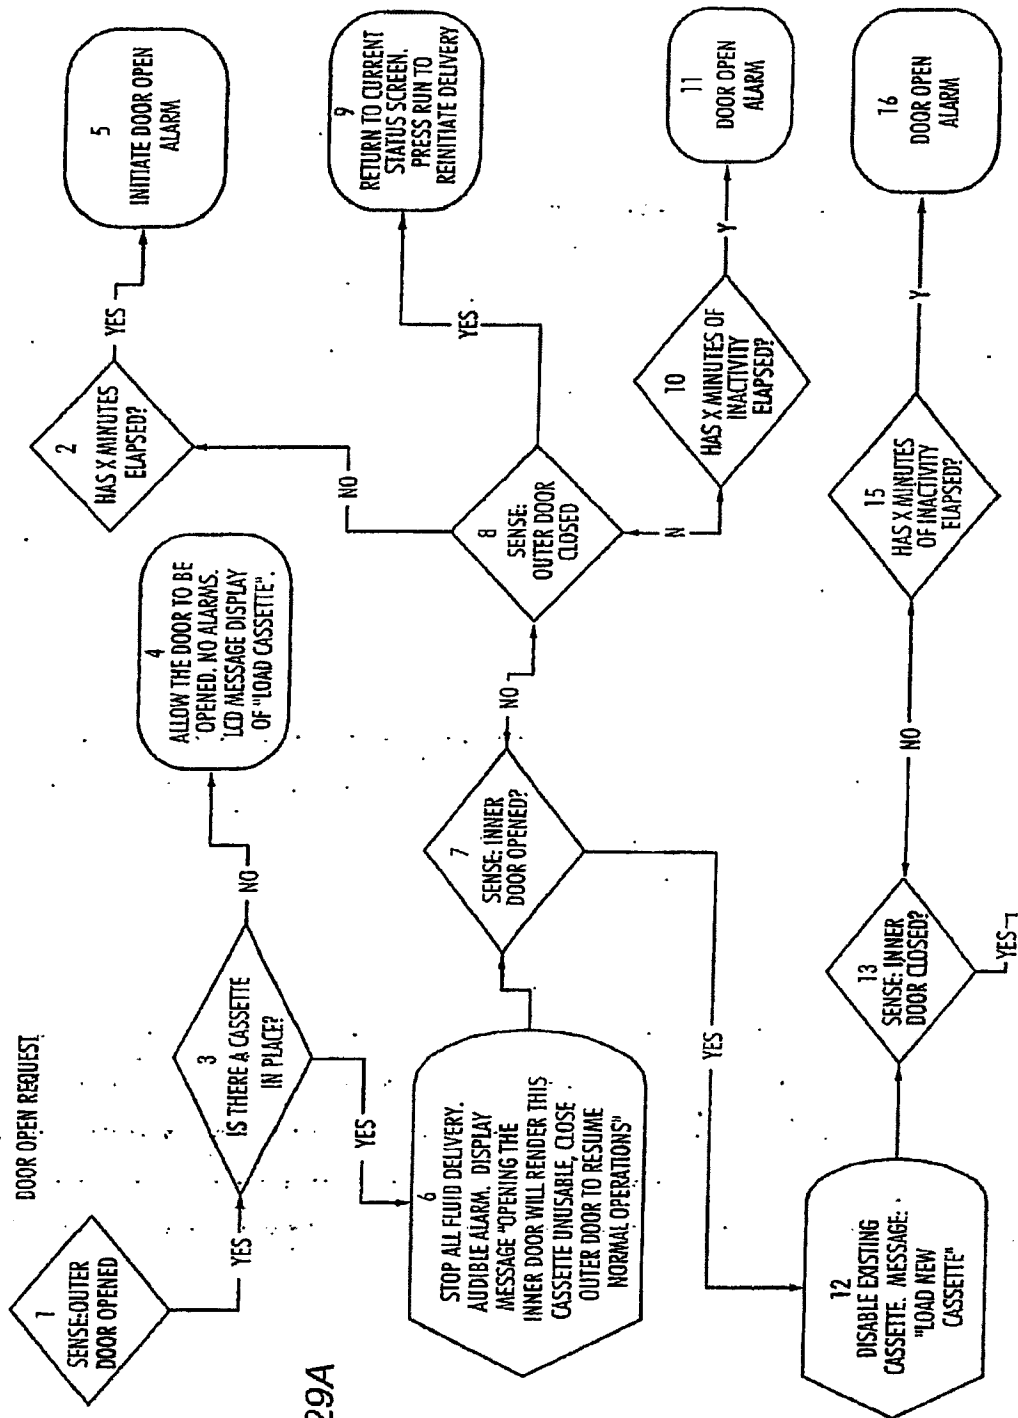 DOOR OPEN REQUEST
1
SENSE:OUTER
DOOR OPENED
YES
3
IS THERE A CASSETTE
IN PLACE?
NO
4
ALLOW THE DOOR TO BE
OPENED. NO ALARMS.
LCD MESSAGE DISPLAY
OF "LOAD CASSETTE".
2
HAS X MINUTES
ELAPSED?
YES
5
INITIATE DOOR OPEN
ALARM
YES
6
STOP ALL FLUID DELIVERY.
AUDIBLE ALARM. DISPLAY
MESSAGE "OPENING THE
INNER DOOR WILL RENDER THIS
CASSETTE UNUSABLE, CLOSE
OUTER DOOR TO RESUME
NORMAL OPERATIONS"
7
SENSE: INNER
DOOR OPENED?
NO
8
SENSE:
OUTER DOOR
CLOSED
NO
YES
9
RETURN TO CURRENT
STATUS SCREEN.
PRESS RUN TO
REINITIATE DELIVERY
N
10
HAS X MINUTES OF
INACTIVITY
ELAPSED?
Y
11
DOOR OPEN
ALARM
YES
12
DISABLE EXISTING
CASSETTE. MESSAGE:
"LOAD NEW
CASSETTE"
13
SENSE: INNER
DOOR CLOSED?
YES
NO
15
HAS X MINUTES
OF INACTIVITY
ELAPSED?
Y
16
DOOR OPEN
ALARM
29A